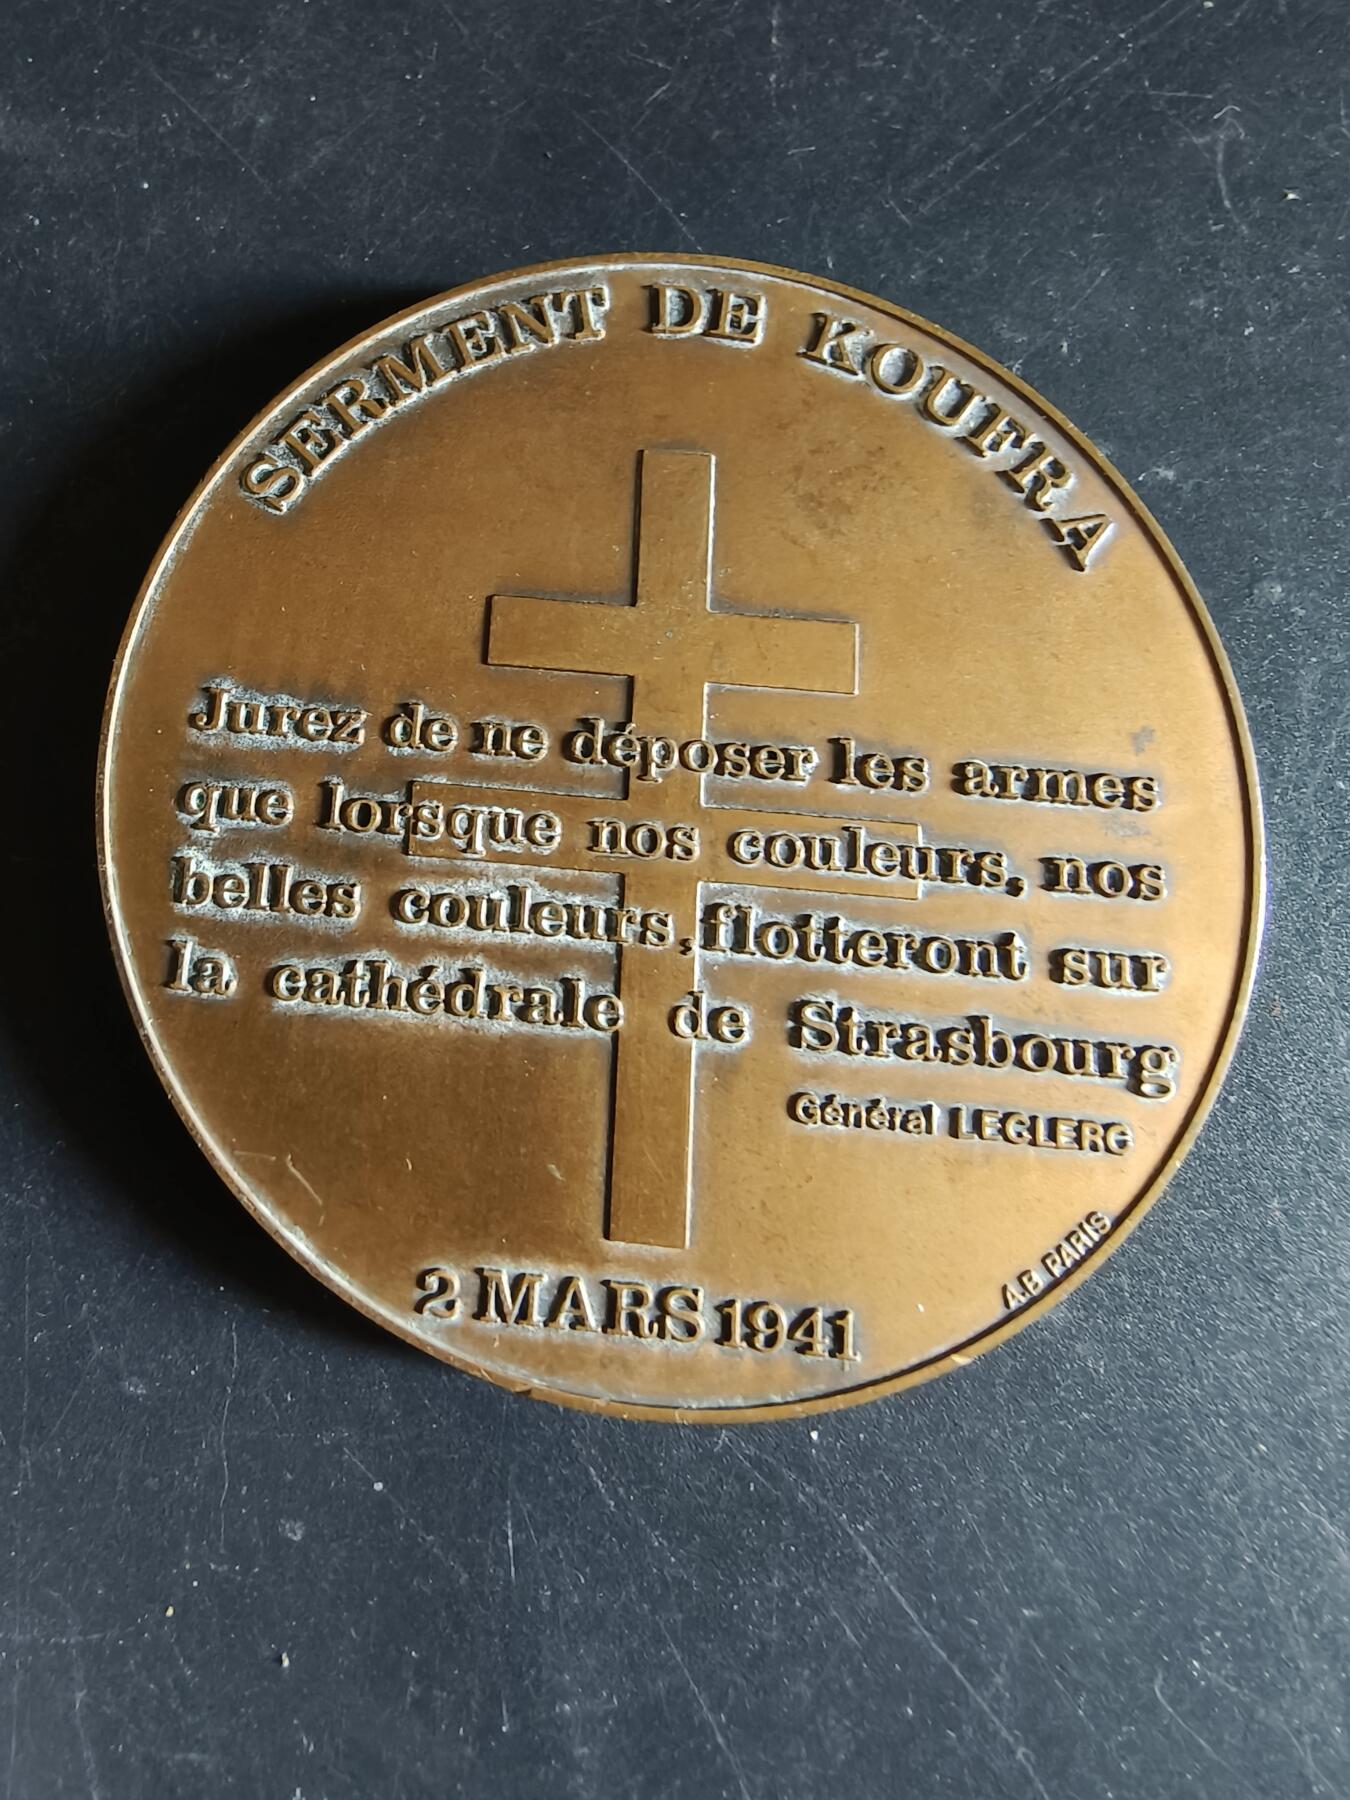 SERMENT DE KOUFRA
Jurez de ne déposer les armes
que lorsque nos couleurs, nos
belles couleurs, flotteront sur
la cathédrale de Strasbourg
Général LECLERC
A.B PARIS
2 MARS 1941